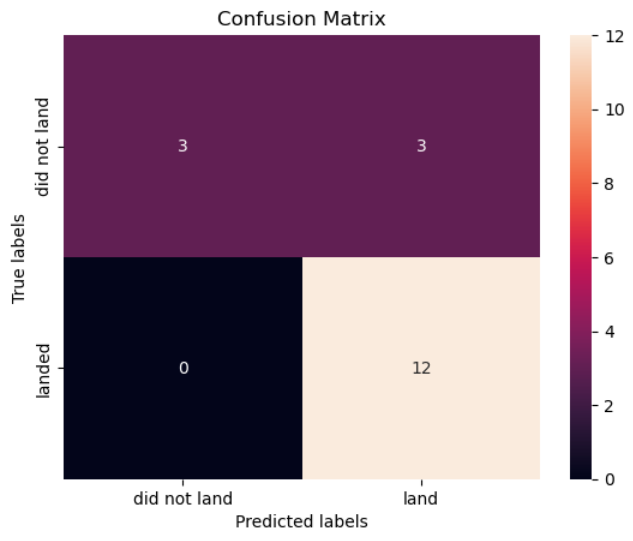 Confusion Matrix
True labels
did not land
3
3
landed
0
12
did not land
land
Predicted labels
12
10
8
6
4
2
0